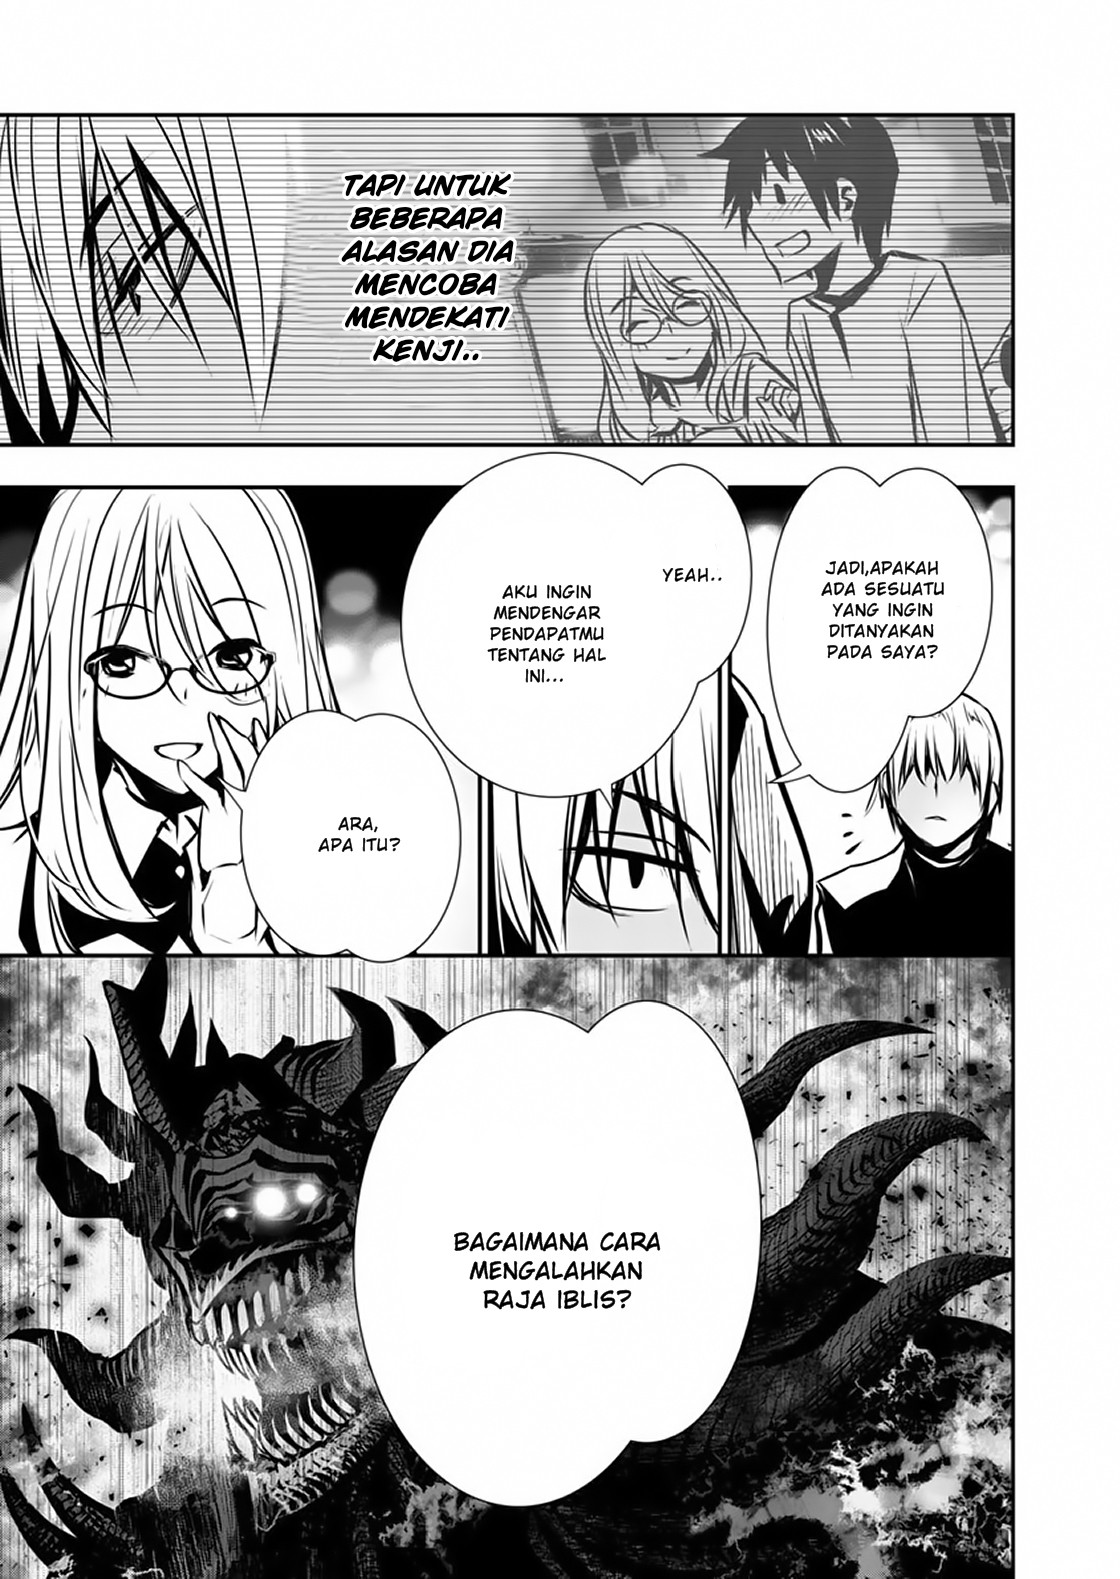 TAPI UNTUK
BEBERAPA
ALASAN DIA
MENCOBA
MENDEKATI
KENJI..
JADI,APAKAH
ADA SESUATU
YANG INGIN
DITANYAKAN
PADA SAYA?
YEAH..
AKU INGIN
MENDENGAR
PENDAPATMU
TENTANG HAL
INI...
ARA,
APA ITU?
BAGAIMANA CARA
MENGALAHKAN
RAJA IBLIS?